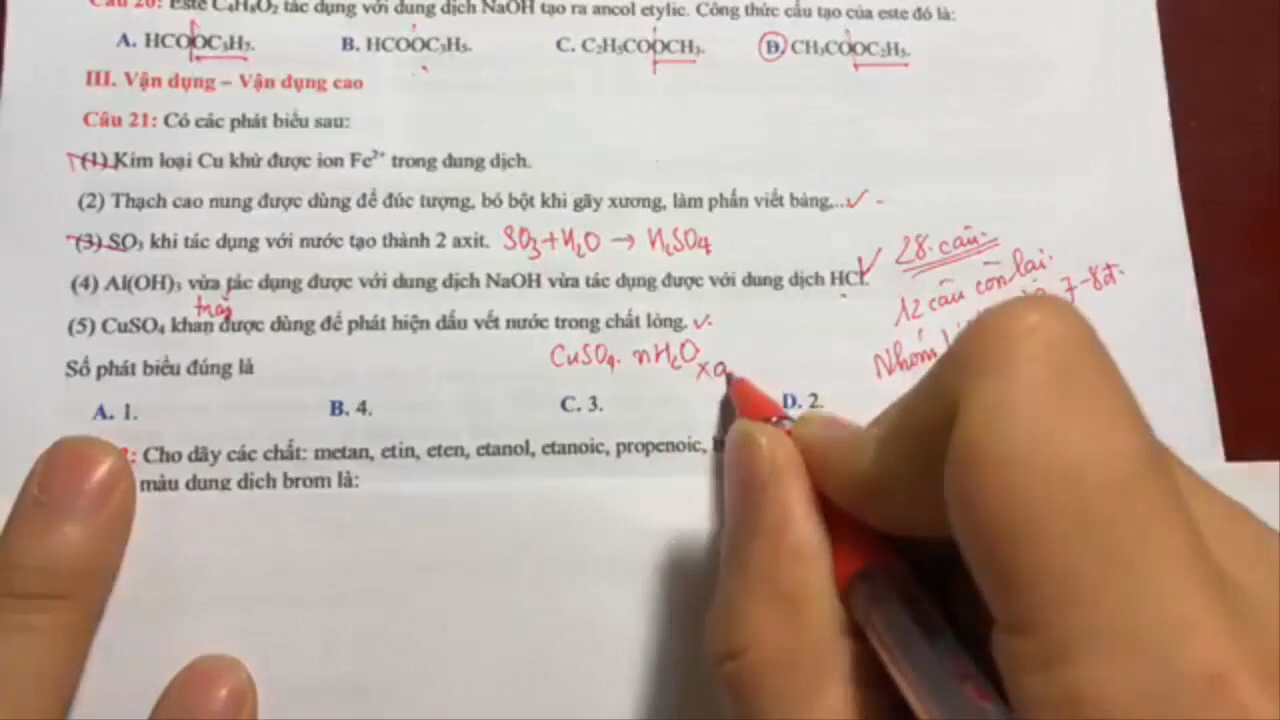 Câu 20: Este C₄H₈O₂ tác dụng với dung dịch NaOH tạo ra ancol etylic. Công thức cấu tạo của este đó là:
A. HCOOC₃H₇. B. HCOOC₃H₅. C. C₂H₅COOCH₃. D. CH₃COOC₂H₅.
III. Vận dụng – Vận dụng cao
Câu 21: Có các phát biểu sau:
(1) Kim loại Cu khử được ion Fe²⁺ trong dung dịch.
(2) Thạch cao nung được dùng để đúc tượng, bó bột khi gãy xương, làm phấn viết bảng,...
(3) SO₃ khi tác dụng với nước tạo thành 2 axit. SO₃ + H₂O → H₂SO₄
28 câu
(4) Al(OH)₃ vừa tác dụng được với dung dịch NaOH vừa tác dụng được với dung dịch HCl.
12 câu còn lại
7-8đ
trắng
(5) CuSO₄ khan được dùng để phát hiện dấu vết nước trong chất lỏng.
Nhóm
CuSO₄. nH₂O
Số phát biểu đúng là
A. 1. B. 4. C. 3. D. 2.
: Cho dãy các chất: metan, etin, eten, etanol, etanoic, propenoic,
màu dung dịch brom là: